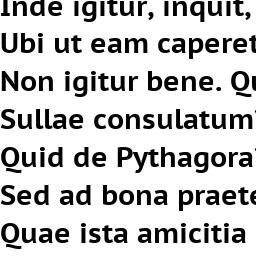 Inde igitur, inquit,
Ubi ut eam caperet
Non igitur bene. Qu
Sullae consulatum?
Quid de Pythagora?
Sed ad bona praete
Quae ista amicitia